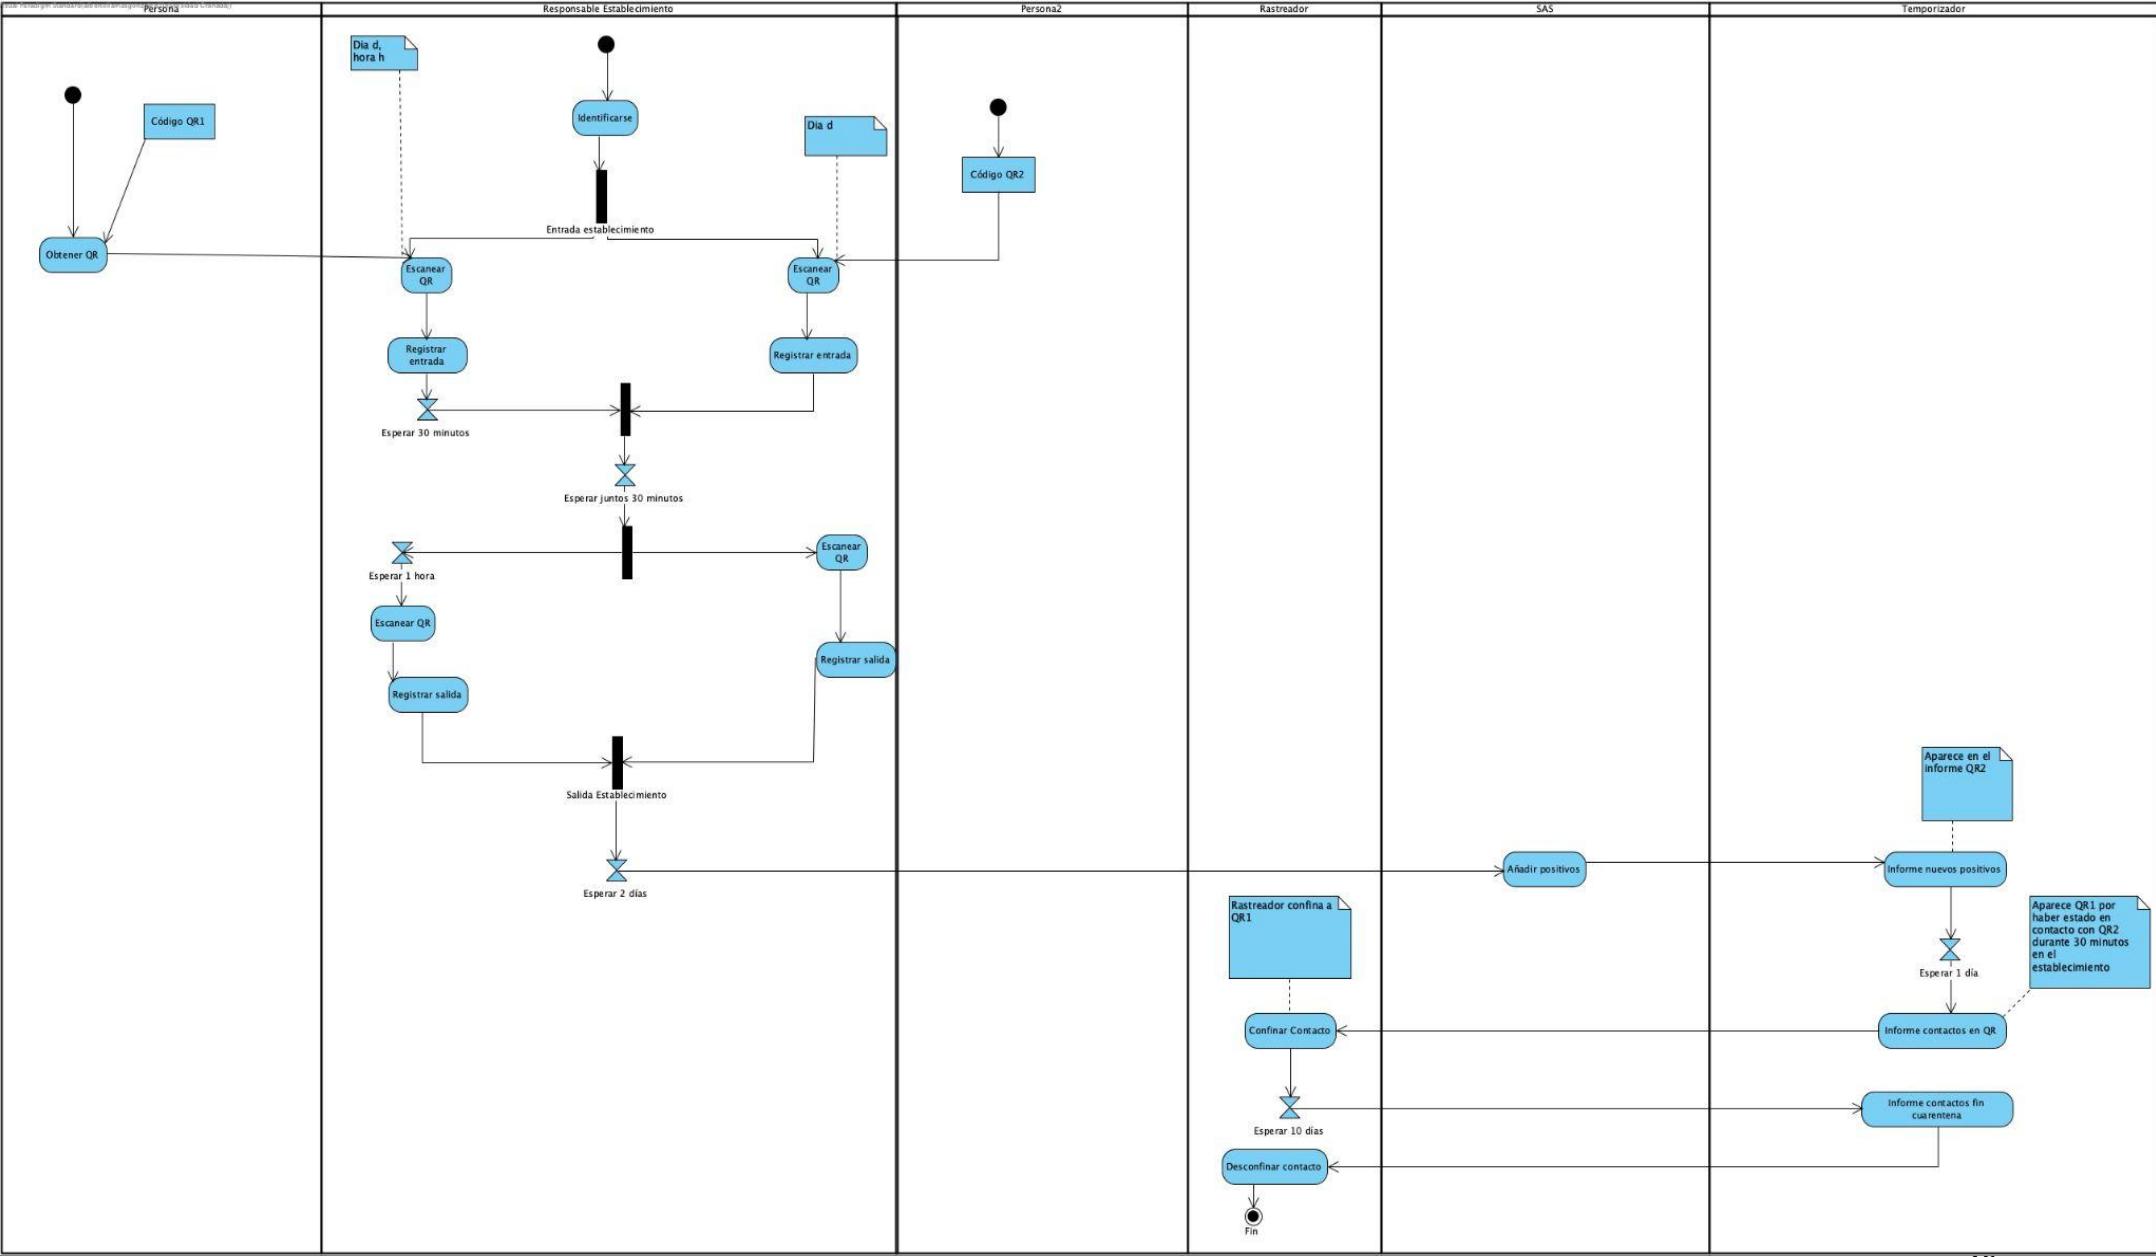 Persona
Responsable Establecimiento
Persona2
Rastreador
SAS
Temporizador
Dia d,
hora h
Código QR1
Identificarse
Dia d
Código QR2
Entrada establecimiento
Obtener QR
Escanear
QR
Escanear
QR
Registrar
entrada
Registrar entrada
Esperar 30 minutos
Esperar juntos 30 minutos
Escanear
QR
Esperar 1 hora
Escanear QR
Registrar salida
Registrar salida
Salida Establecimiento
Aparece en el
informe QR2
Añadir positivos
Informe nuevos positivos
Esperar 2 días
Rastreador confina a
QR1
Aparece QR1 por
haber estado en
contacto con QR2
durante 30 minutos
en el
establecimiento
Esperar 1 día
Confinar Contacto
Informe contactos en QR
Informe contactos fin
cuarentena
Esperar 10 días
Desconfinar contacto
Fin